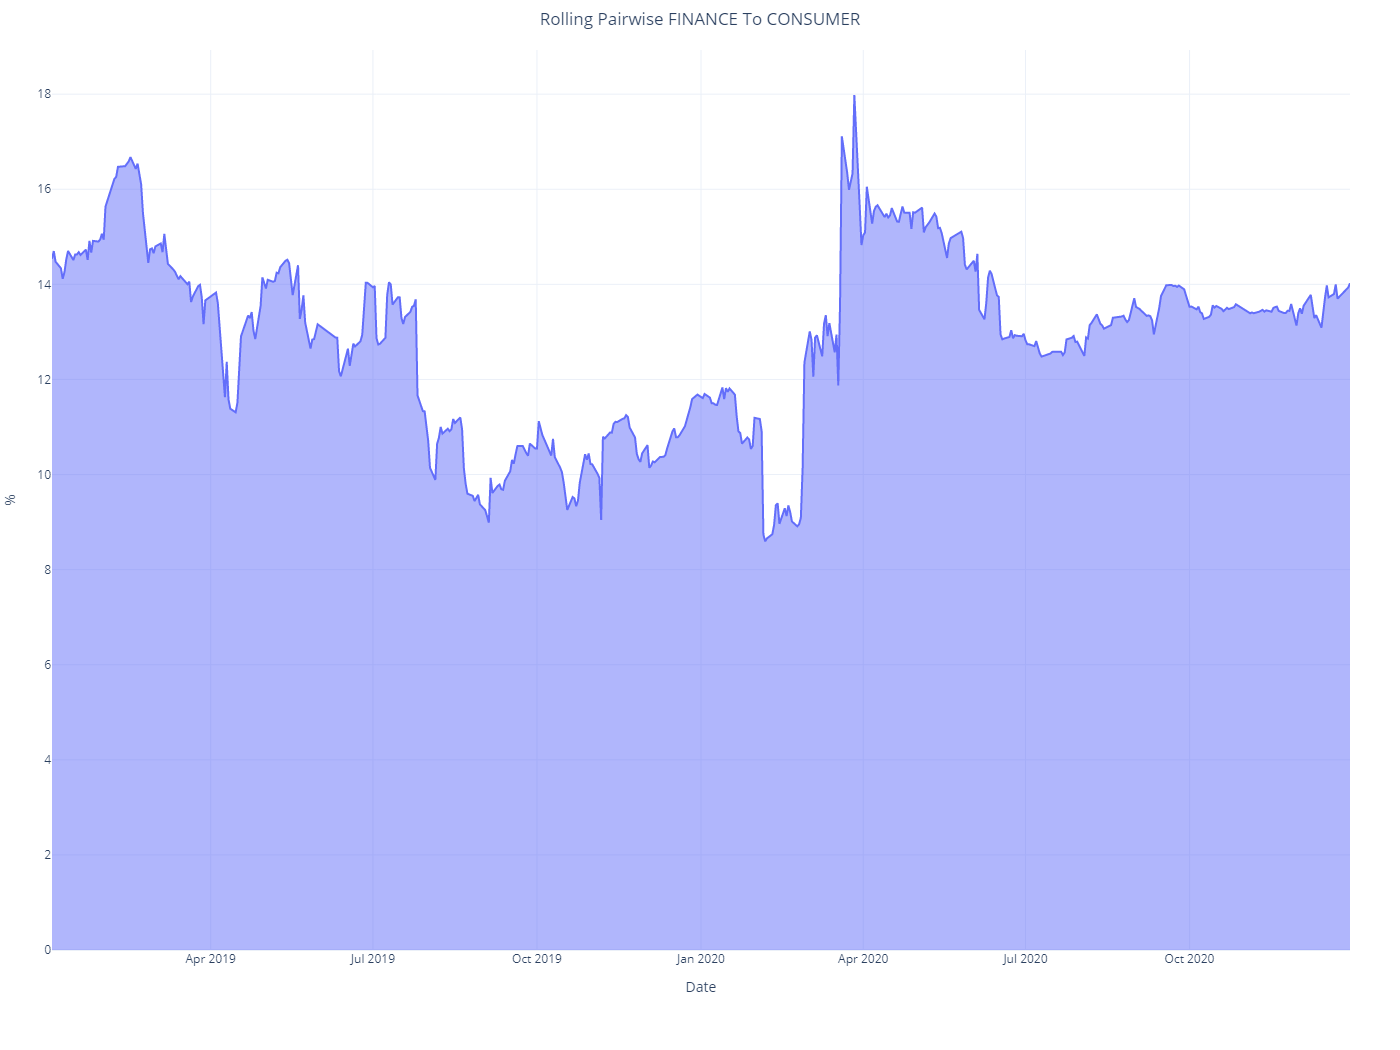 Rolling Pairwise FINANCE To CONSUMER
18
16
14
12
10
8
6
4
2
0
%
Apr 2019
Jul 2019
Oct 2019
Jan 2020
Apr 2020
Jul 2020
Oct 2020
Date